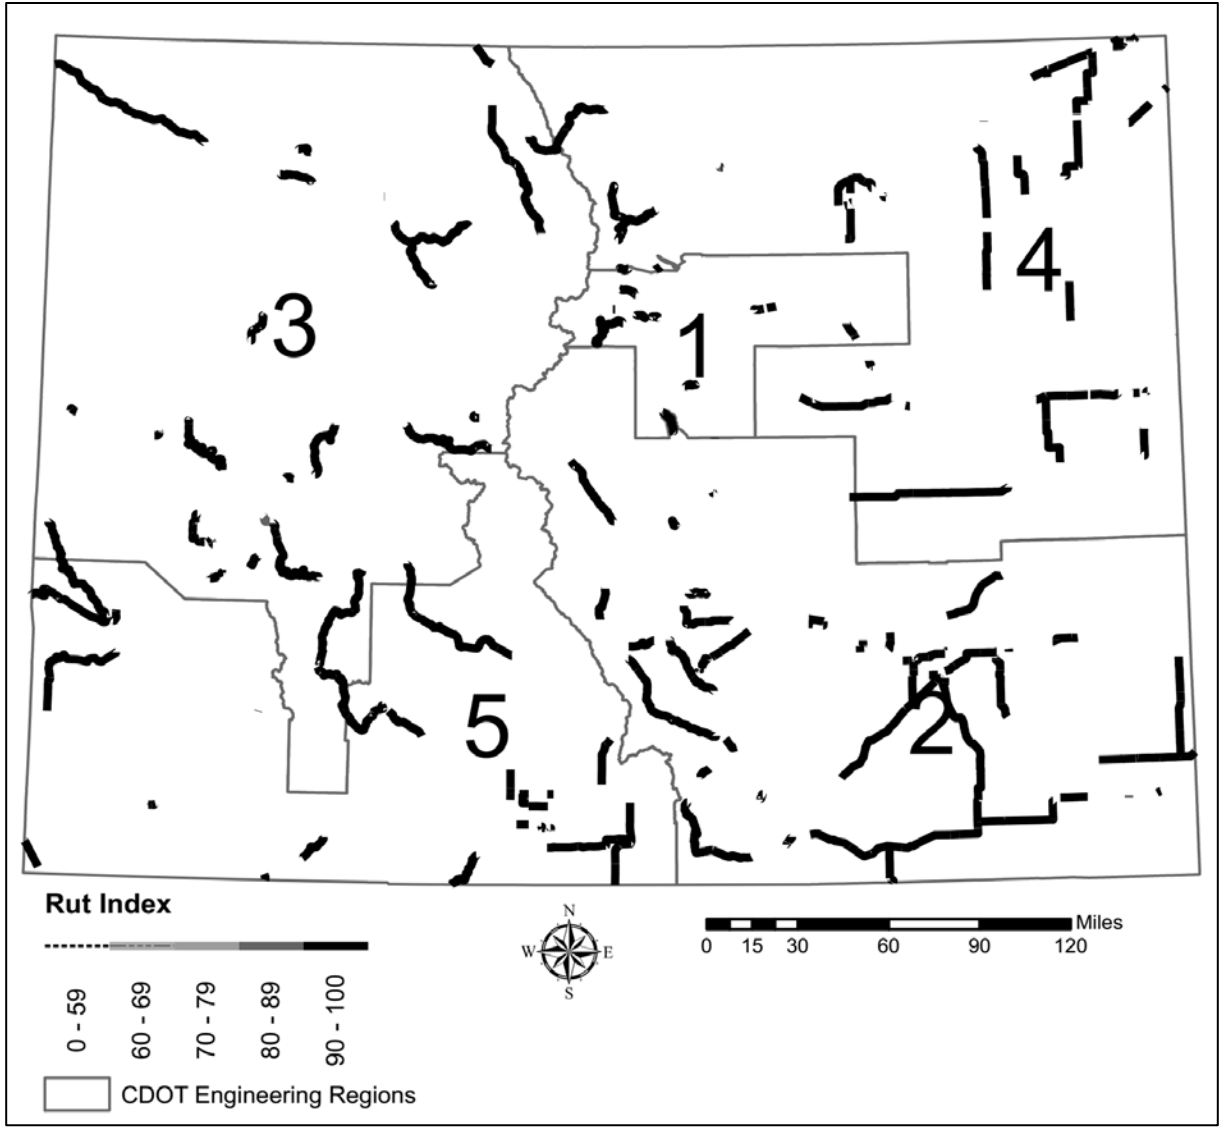 4
3
1
5
2
Rut Index
0 - 59
60 - 69
70 - 79
80 - 89
90 - 100
CDOT Engineering Regions
N
W E
S
Miles
0 15 30 60 90 120